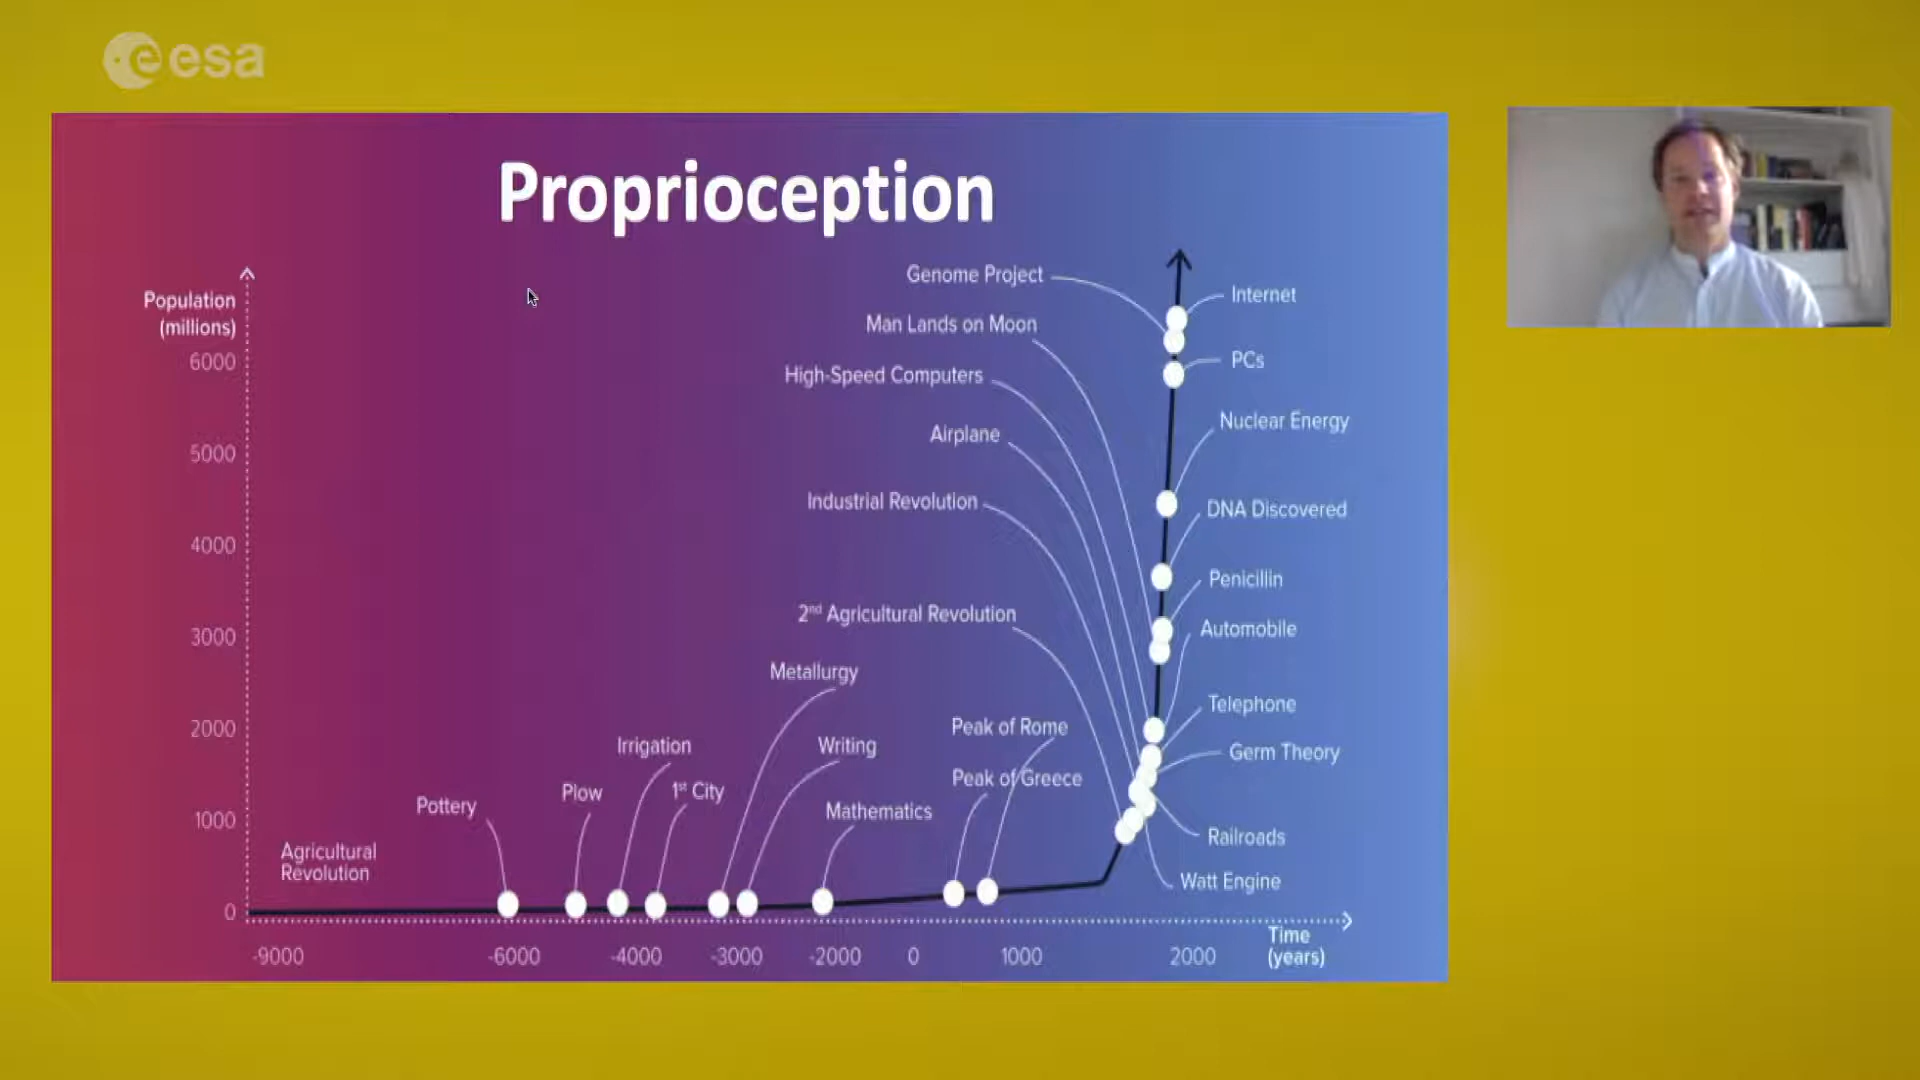 esa
Proprioception
Population
(millions)
6000
5000
4000
3000
2000
1000
0
Genome Project
Internet
Man Lands on Moon
PCs
High-Speed Computers
Nuclear Energy
Airplane
Industrial Revolution
DNA Discovered
Penicillin
2nd Agricultural Revolution
Automobile
Metallurgy
Telephone
Peak of Rome
Irrigation
Writing
Germ Theory
Peak of Greece
Plow
1st City
Pottery
Mathematics
Railroads
Agricultural
Revolution
Watt Engine
-9000
-6000
-4000
-3000
-2000
0
1000
2000
Time
(years)